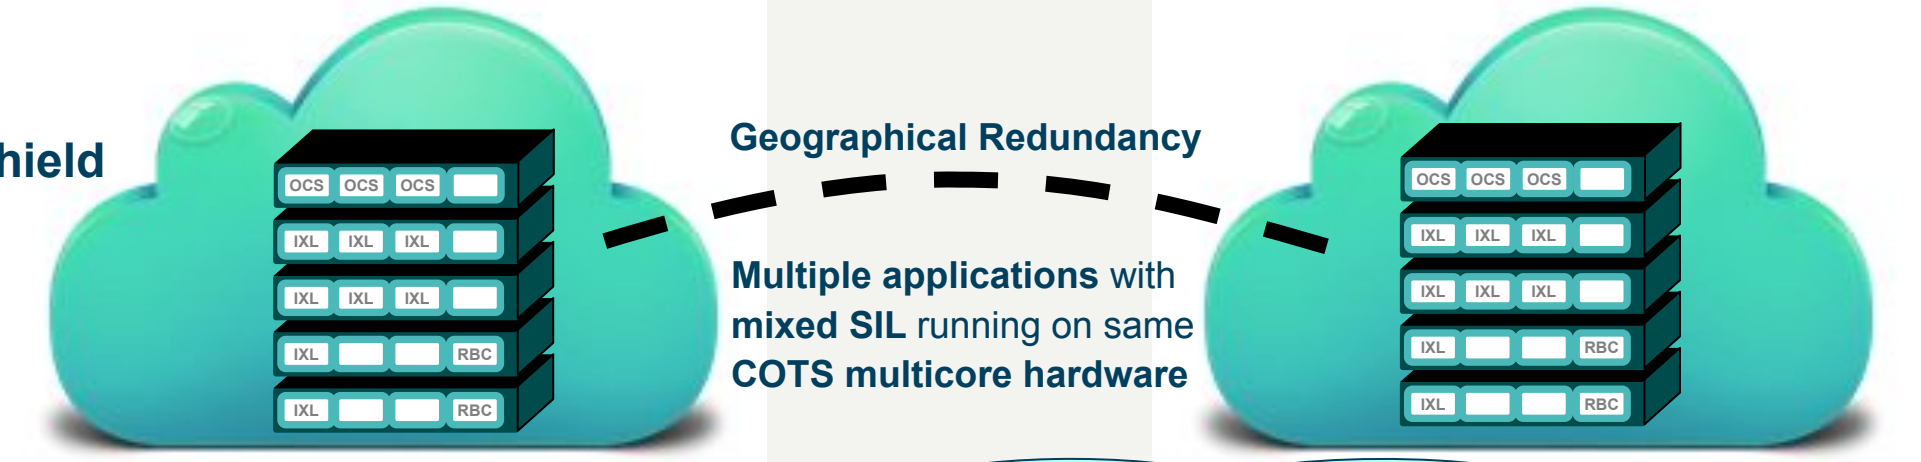 hield
OCS OCS OCS
IXL IXL IXL
IXL IXL IXL
IXL RBC
IXL RBC
Geographical Redundancy
Multiple applications with
mixed SIL running on same
COTS multicore hardware
OCS OCS OCS
IXL IXL IXL
IXL IXL IXL
IXL RBC
IXL RBC